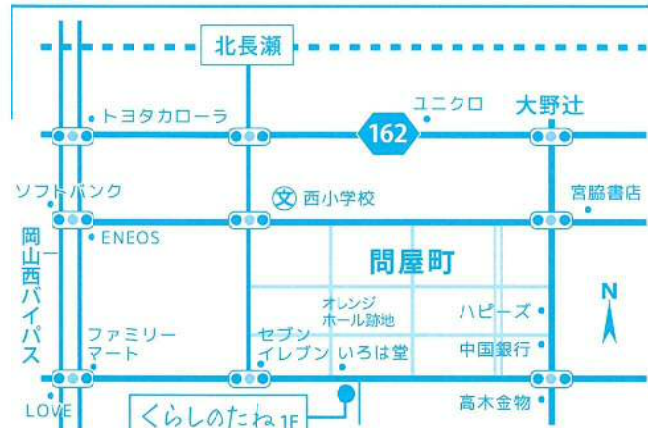 北長瀬
トヨタカローラ
162
ユニクロ
大野辻
ソフトバンク
文
西小学校
宮脇書店
ENEOS
岡山西バイパス
問屋町
オレンジ
ホール跡地
ハピーズ
N
ファミリー
マート
セブン
イレブン
いろは堂
中国銀行
LOVE
くらしのたね 1F
高木金物